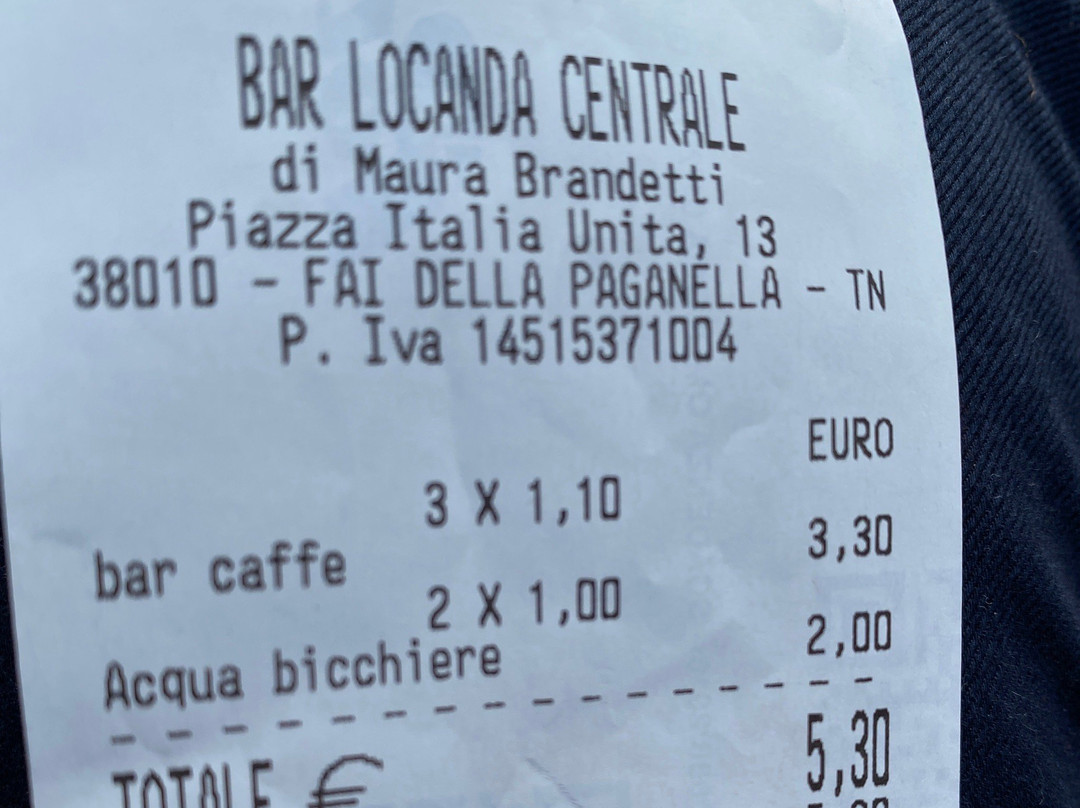 BAR LOCANDA CENTRALE
di Maura Brandetti
Piazza Italia Unita, 13
38010 - FAI DELLA PAGANELLA - TN
P. Iva 14515371004
EURO
3 X 1,10
bar caffe 3,30
2 X 1,00
Acqua bicchiere 2,00
TOTALE € 5,30